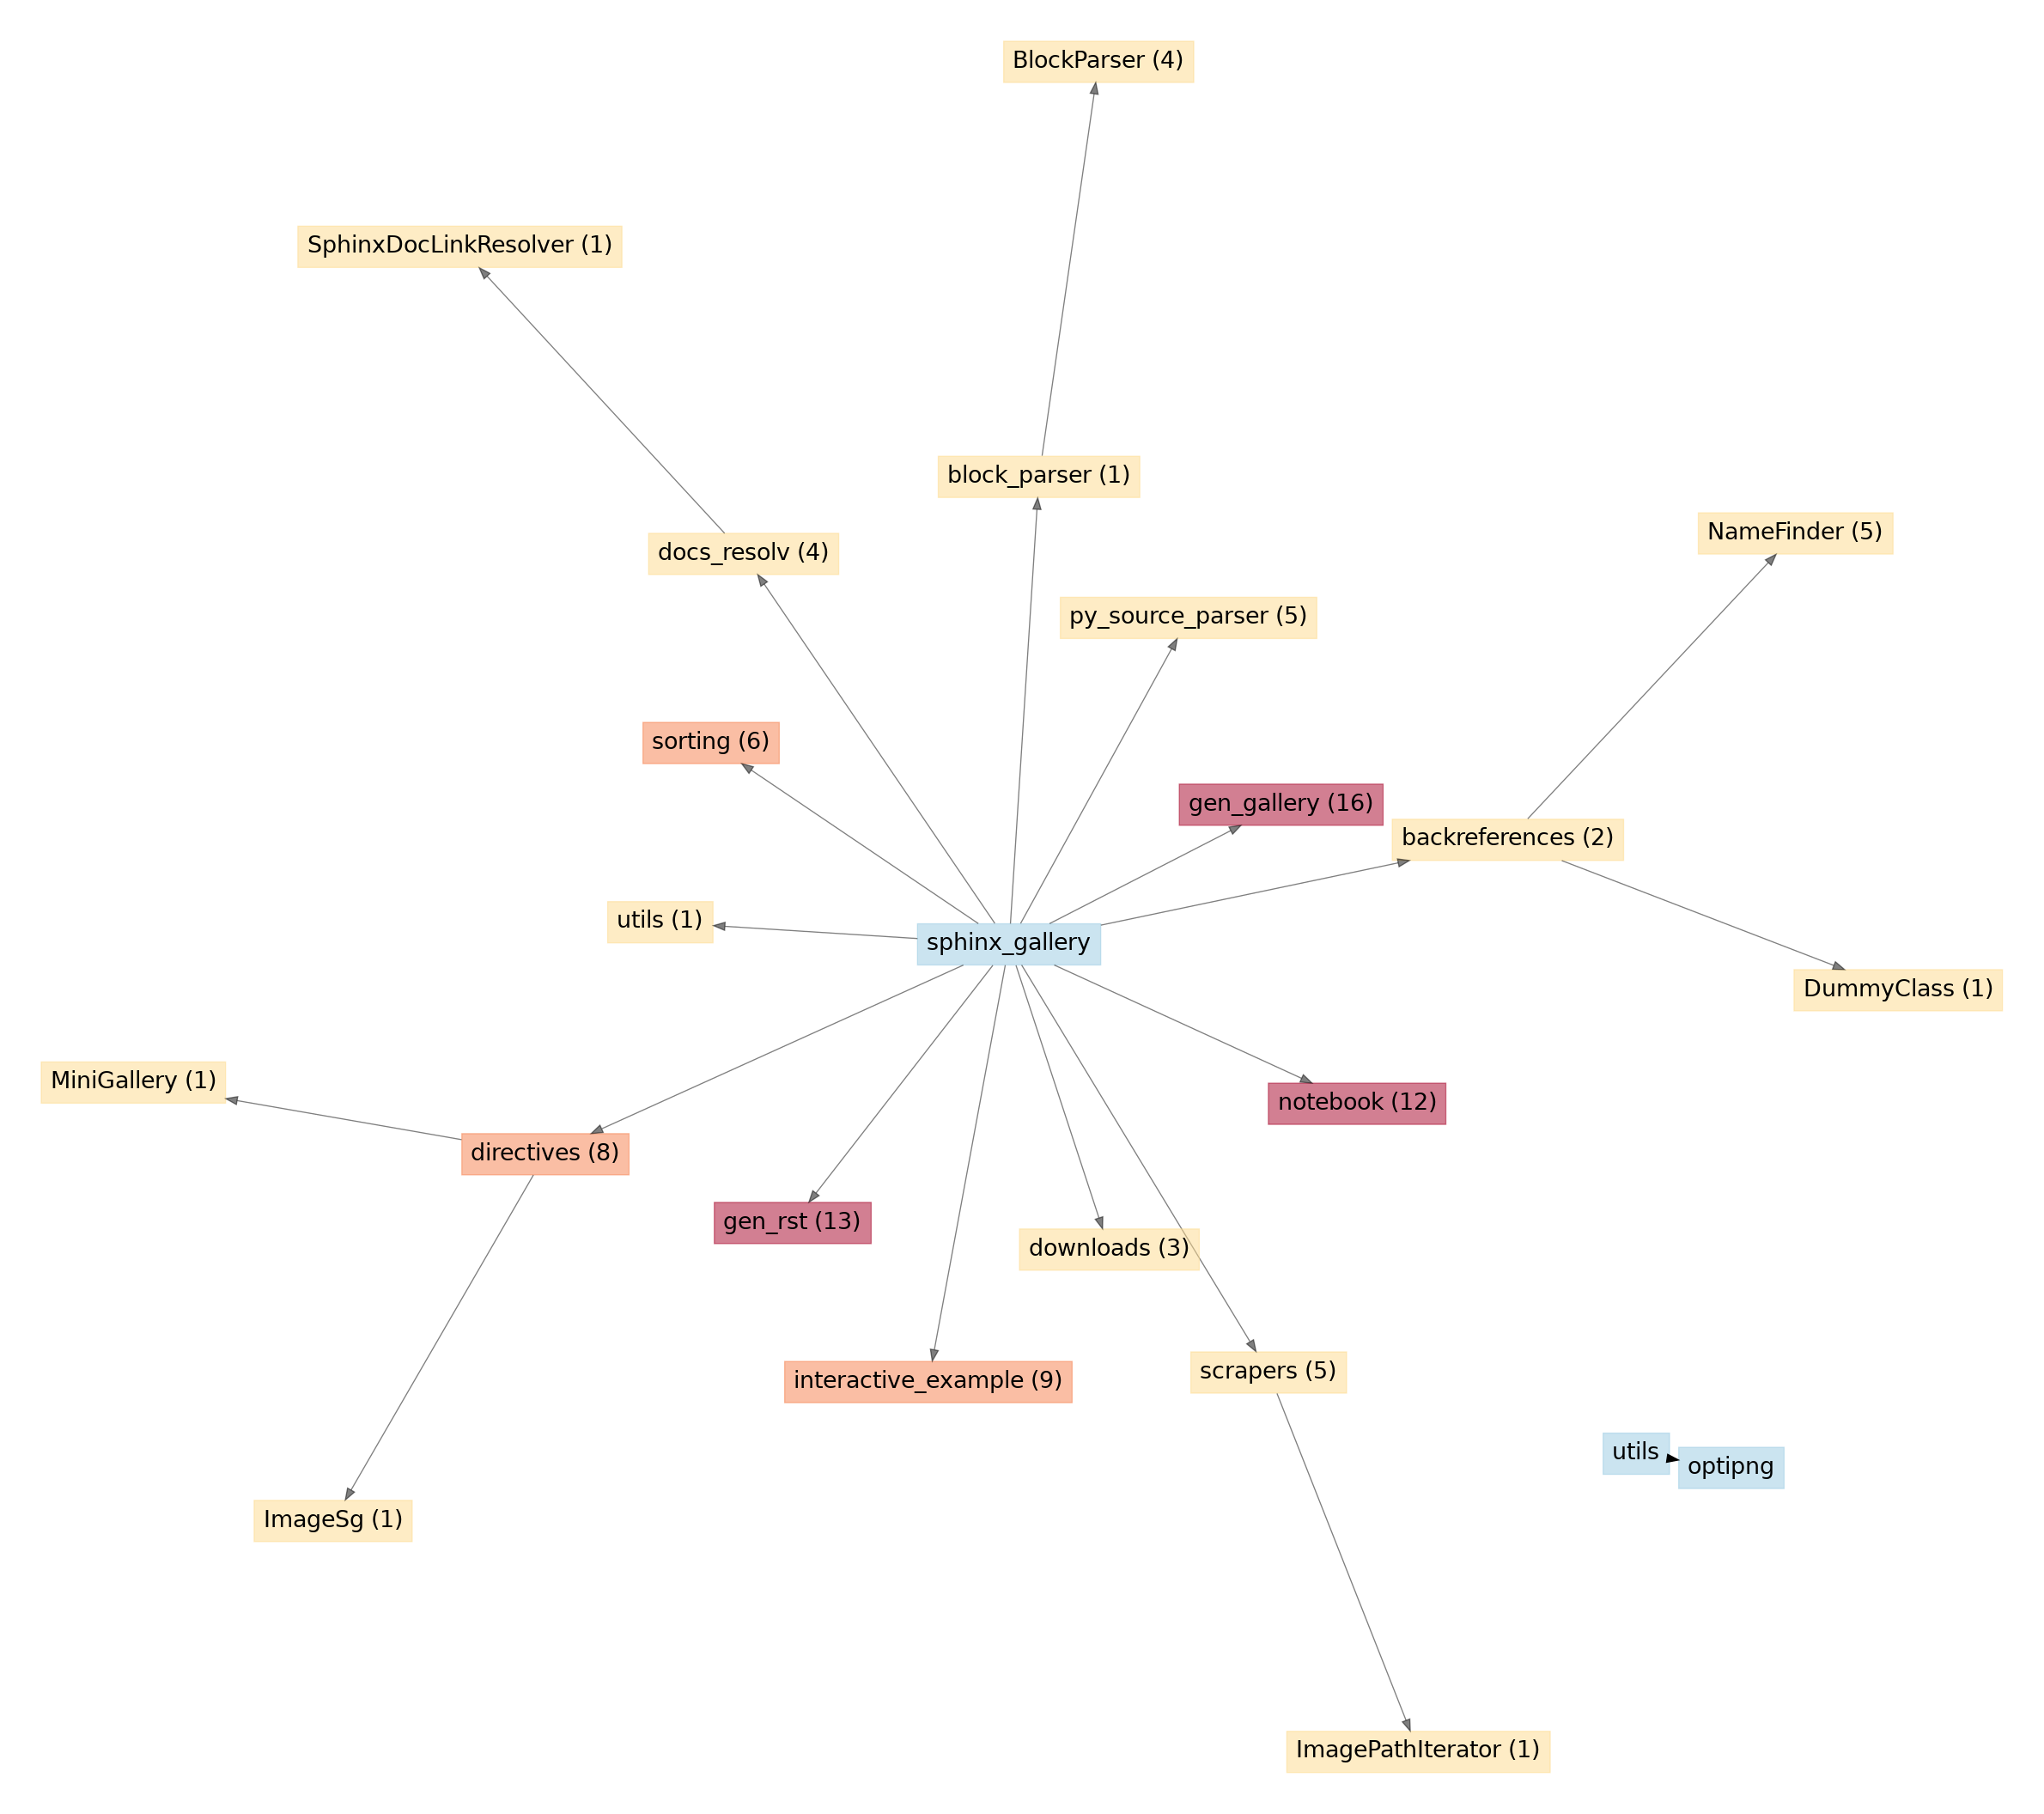 BlockParser (4)
SphinxDocLinkResolver (1)
block_parser (1)
NameFinder (5)
docs_resolv (4)
py_source_parser (5)
sorting (6)
gen_gallery (16)
backreferences (2)
utils (1)
sphinx_gallery
DummyClass (1)
MiniGallery (1)
notebook (12)
directives (8)
gen_rst (13)
downloads (3)
interactive_example (9)
scrapers (5)
utils
optipng
ImageSg (1)
ImagePathIterator (1)